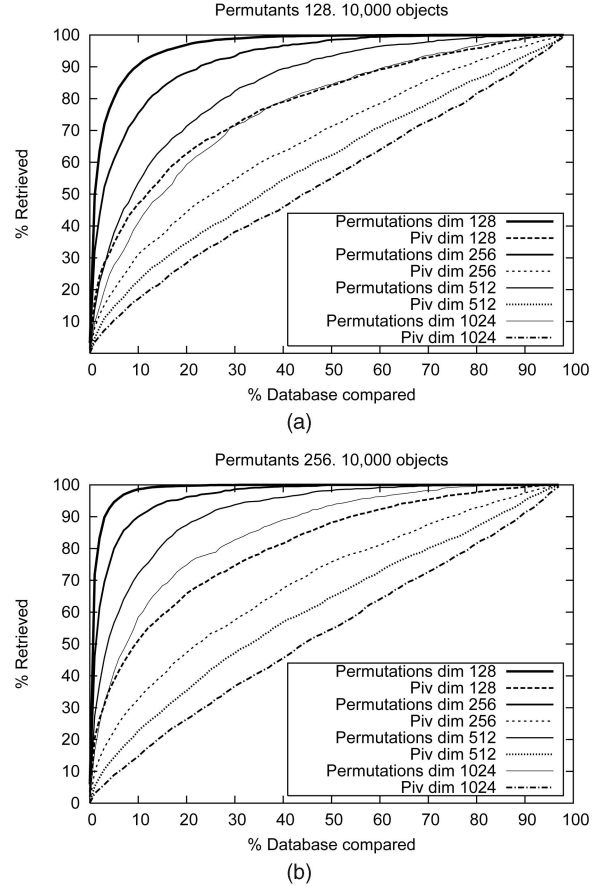 Permutants 128. 10,000 objects
100
90
80
70
60
50
40
30
20
10
% Retrieved
Permutations dim 128
Piv dim 128
Permutations dim 256
Piv dim 256
Permutations dim 512
Piv dim 512
Permutations dim 1024
Piv dim 1024
0 10 20 30 40 50 60 70 80 90 100
% Database compared
(a)
Permutants 256. 10,000 objects
100
90
80
70
60
50
40
30
20
10
0
% Retrieved
Permutations dim 128
Piv dim 128
Permutations dim 256
Piv dim 256
Permutations dim 512
Piv dim 512
Permutations dim 1024
Piv dim 1024
0 10 20 30 40 50 60 70 80 90 100
% Database compared
(b)